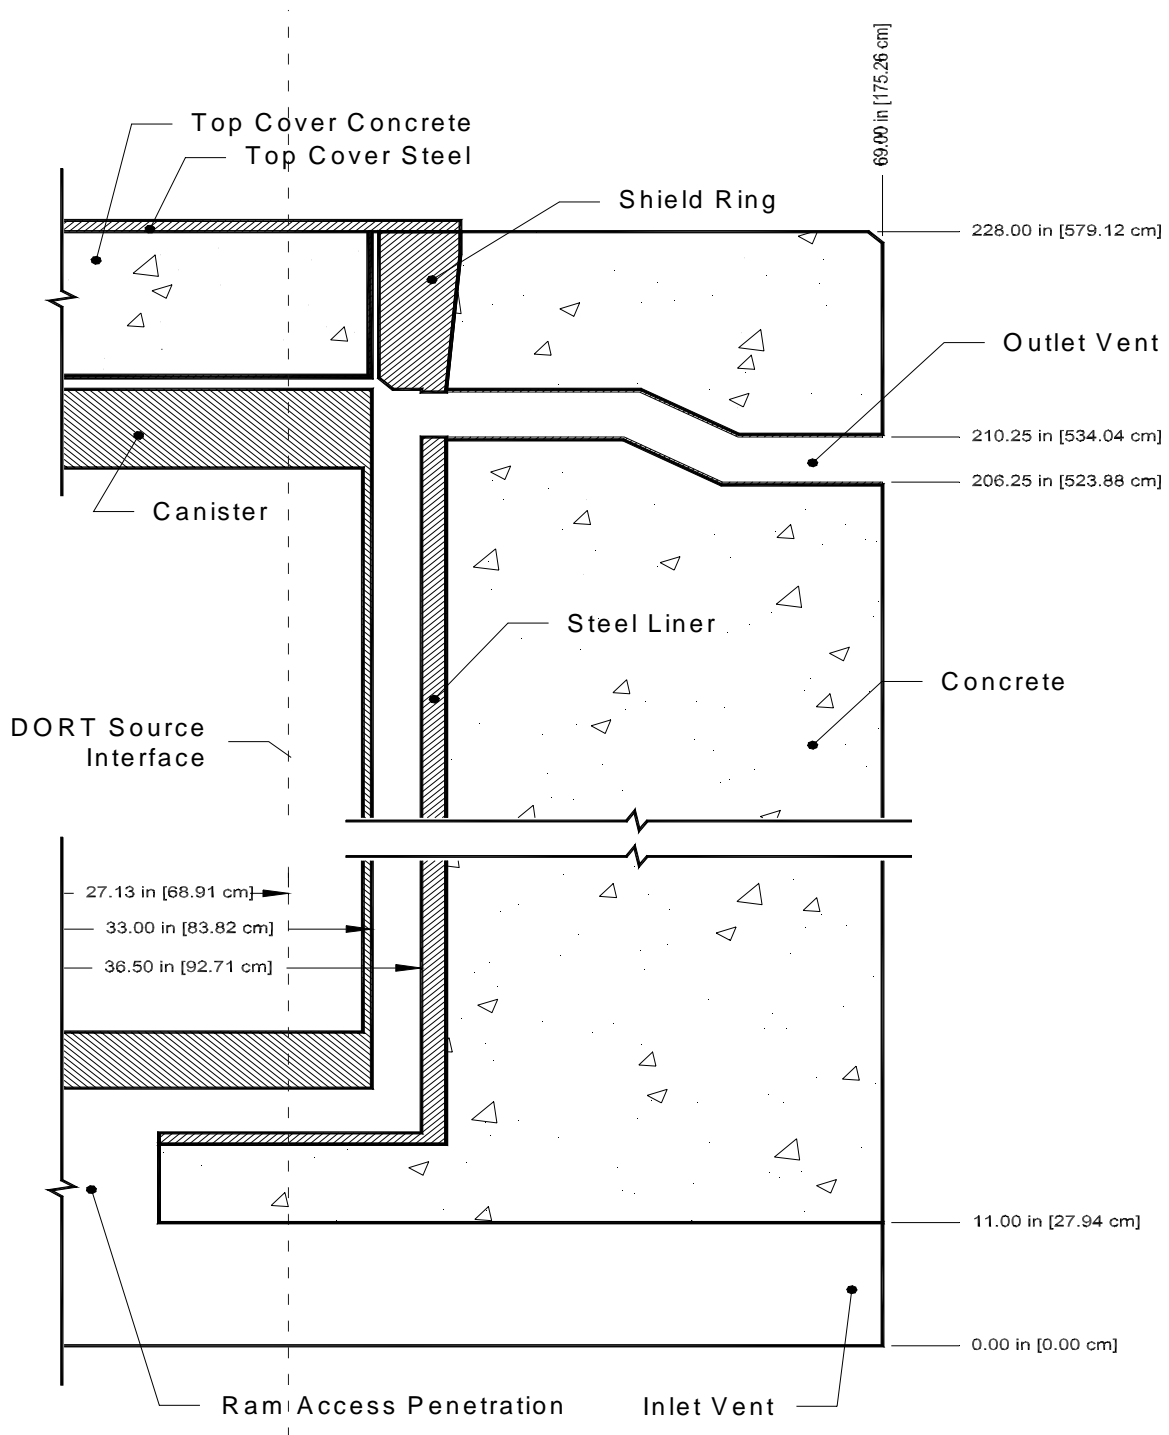 69.00 in [175.26 cm]
Top Cover Concrete
Top Cover Steel
Shield Ring
228.00 in [579.12 cm]
Outlet Vent
210.25 in [534.04 cm]
206.25 in [523.88 cm]
Canister
Steel Liner
Concrete
DORT Source
Interface
27.13 in [68.91 cm]
33.00 in [83.82 cm]
36.50 in [92.71 cm]
11.00 in [27.94 cm]
0.00 in [0.00 cm]
Ram Access Penetration
Inlet Vent